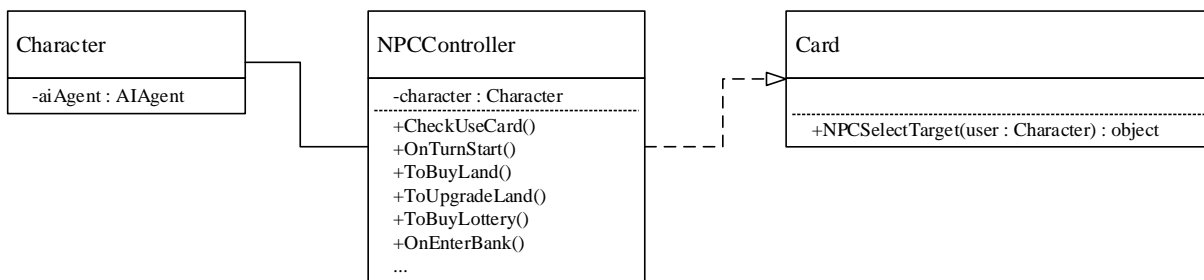 Character
-aiAgent : AIAgent
NPCController
-character : Character
+CheckUseCard()
+OnTurnStart()
+ToBuyLand()
+ToUpgradeLand()
+ToBuyLottery()
+OnEnterBank()
...
Card
+NPCSelectTarget(user : Character) : object